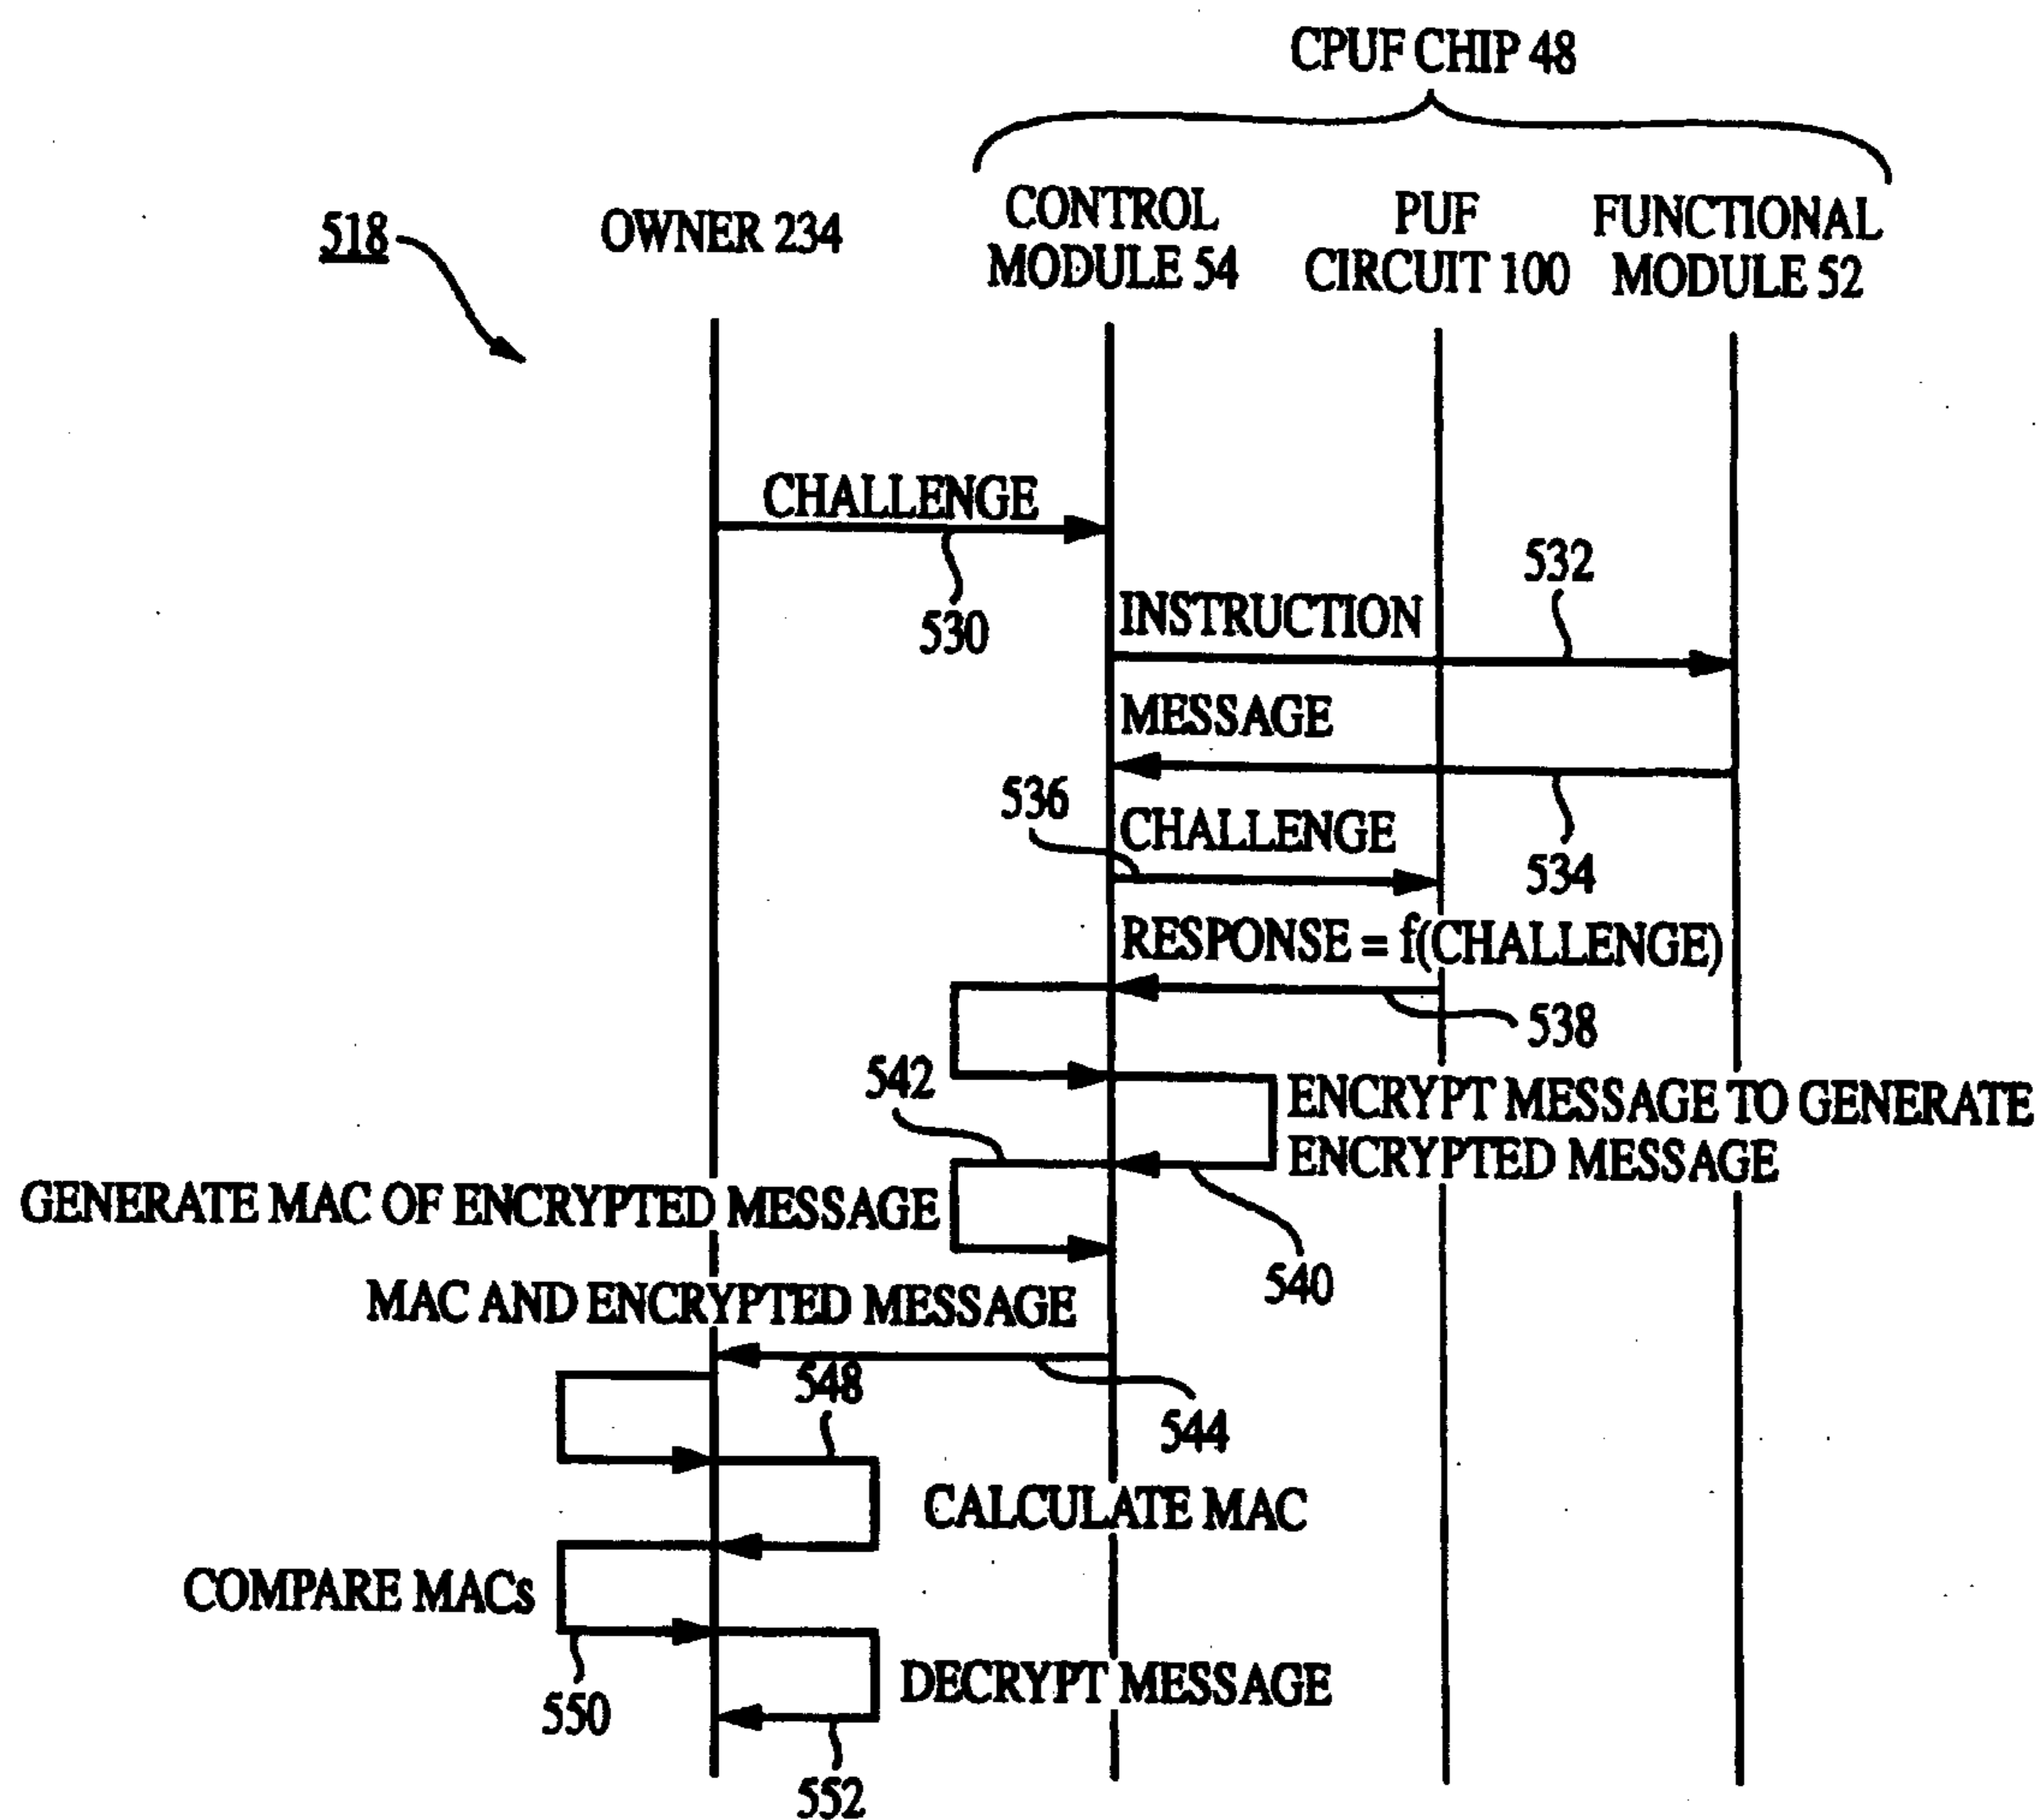 CPUF CHIP 48
518
OWNER 234
CONTROL
MODULE 54
PUF
CIRCUIT 100
FUNCTIONAL
MODULE 52
CHALLENGE
530
532
INSTRUCTION
MESSAGE
534
536
CHALLENGE
RESPONSE = f(CHALLENGE)
538
542
ENCRYPT MESSAGE TO GENERATE
ENCRYPTED MESSAGE
GENERATE MAC OF ENCRYPTED MESSAGE
540
MAC AND ENCRYPTED MESSAGE
548
544
CALCULATE MAC
COMPARE MACs
550
DECRYPT MESSAGE
552